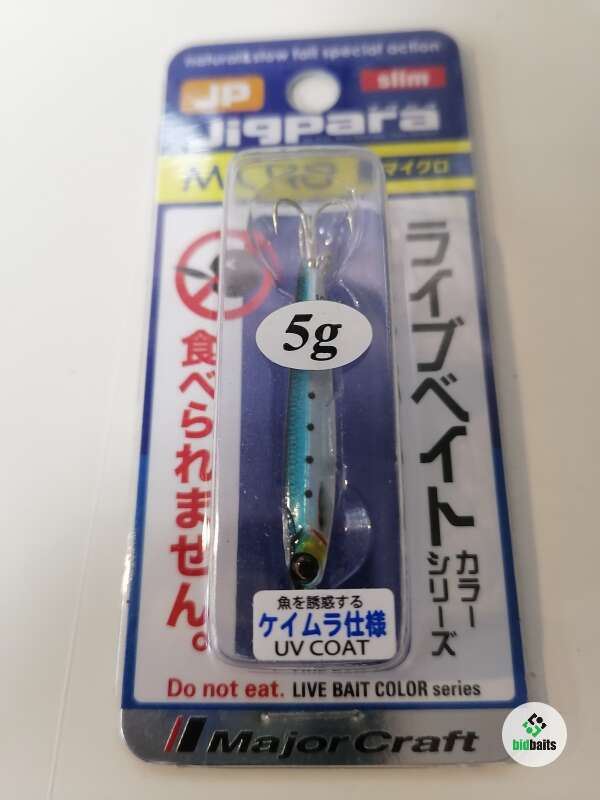 natural&slow fall special action
JP
slim
Jigpara
MICRO
マイクロ
ライブベイト
カラー
シリーズ
食べられません。
5g
魚を誘惑する
ケイムラ仕様
UV COAT
Do not eat. LIVE BAIT COLOR series
MajorCraft
bidbaits